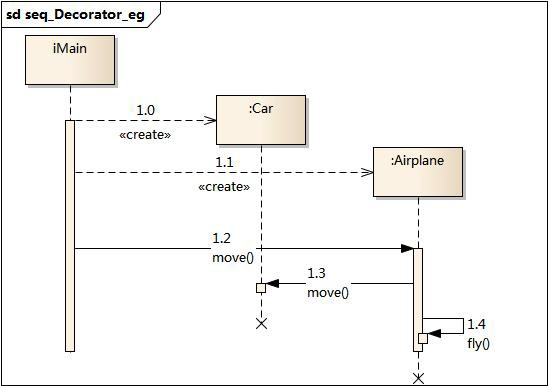 sd seq_Decorator_eg
iMain
1.0
«create»
:Car
1.1
«create»
:Airplane
1.2
move()
1.3
move()
1.4
fly()